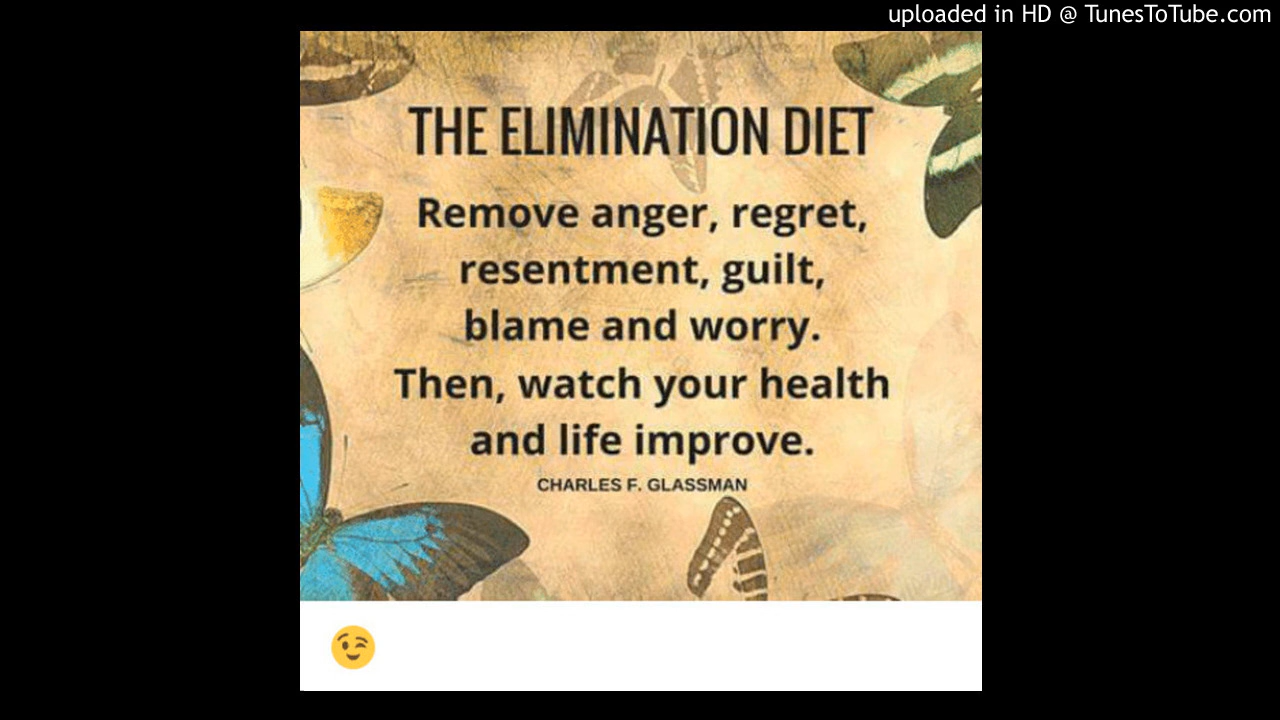 uploaded in HD @ TunesToTube.com
THE ELIMINATION DIET
Remove anger, regret,
resentment, guilt,
blame and worry.
Then, watch your health
and life improve.
CHARLES F. GLASSMAN